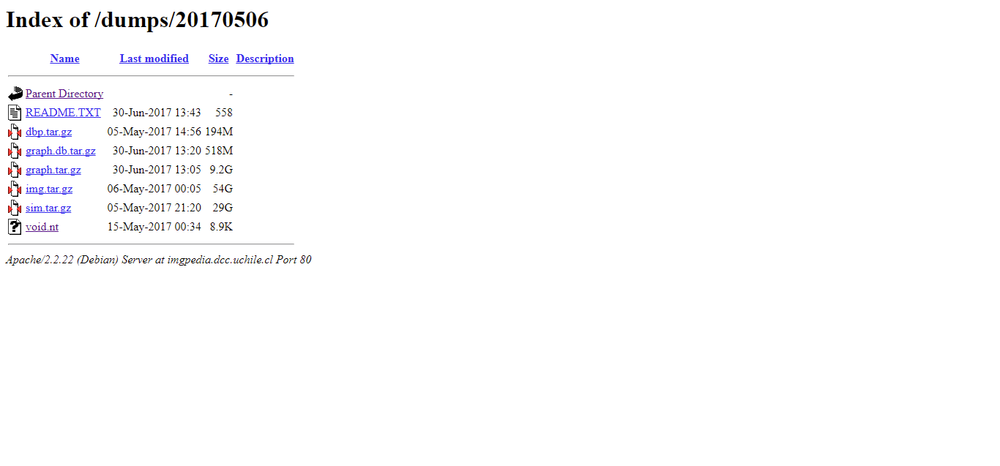 Index of /dumps/20170506
Name Last modified Size Description
Parent Directory -
README.TXT 30-Jun-2017 13:43 558
dbp.tar.gz 05-May-2017 14:56 194M
graph.db.tar.gz 30-Jun-2017 13:20 518M
graph.tar.gz 30-Jun-2017 13:05 9.2G
img.tar.gz 06-May-2017 00:05 54G
sim.tar.gz 05-May-2017 21:20 29G
void.nt 15-May-2017 00:34 8.9K
Apache/2.2.22 (Debian) Server at imgpedia.dcc.uchile.cl Port 80